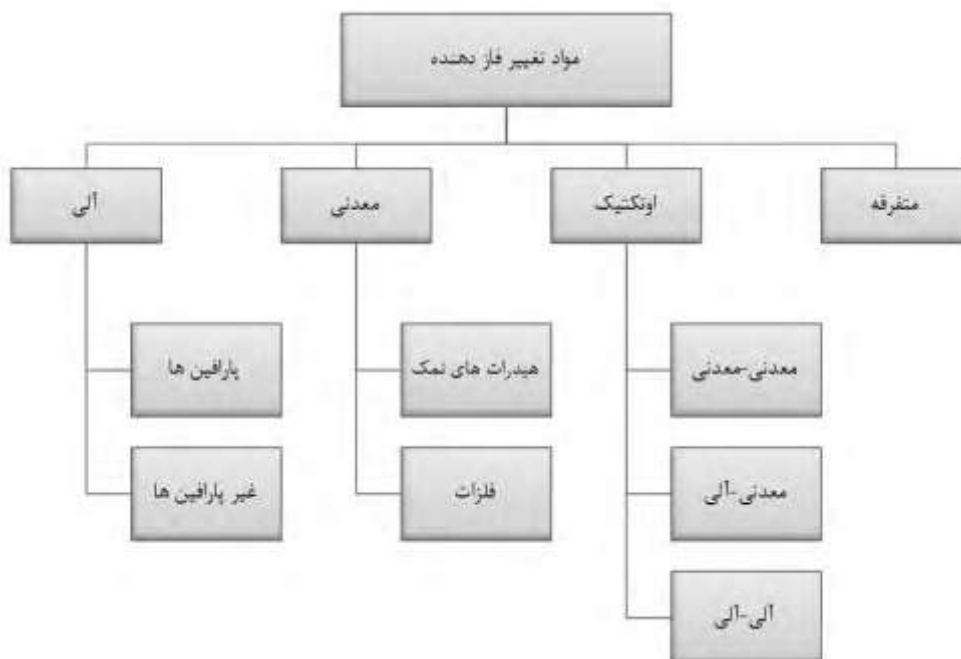 مواد تغییر فاز دهنده
آلی
معدنی
اوتکتیک
متفرقه
پارافین ها
هیدرات های نمک
معدنی-معدنی
غیر پارافین ها
فلزات
معدنی-آلی
آلی-آلی